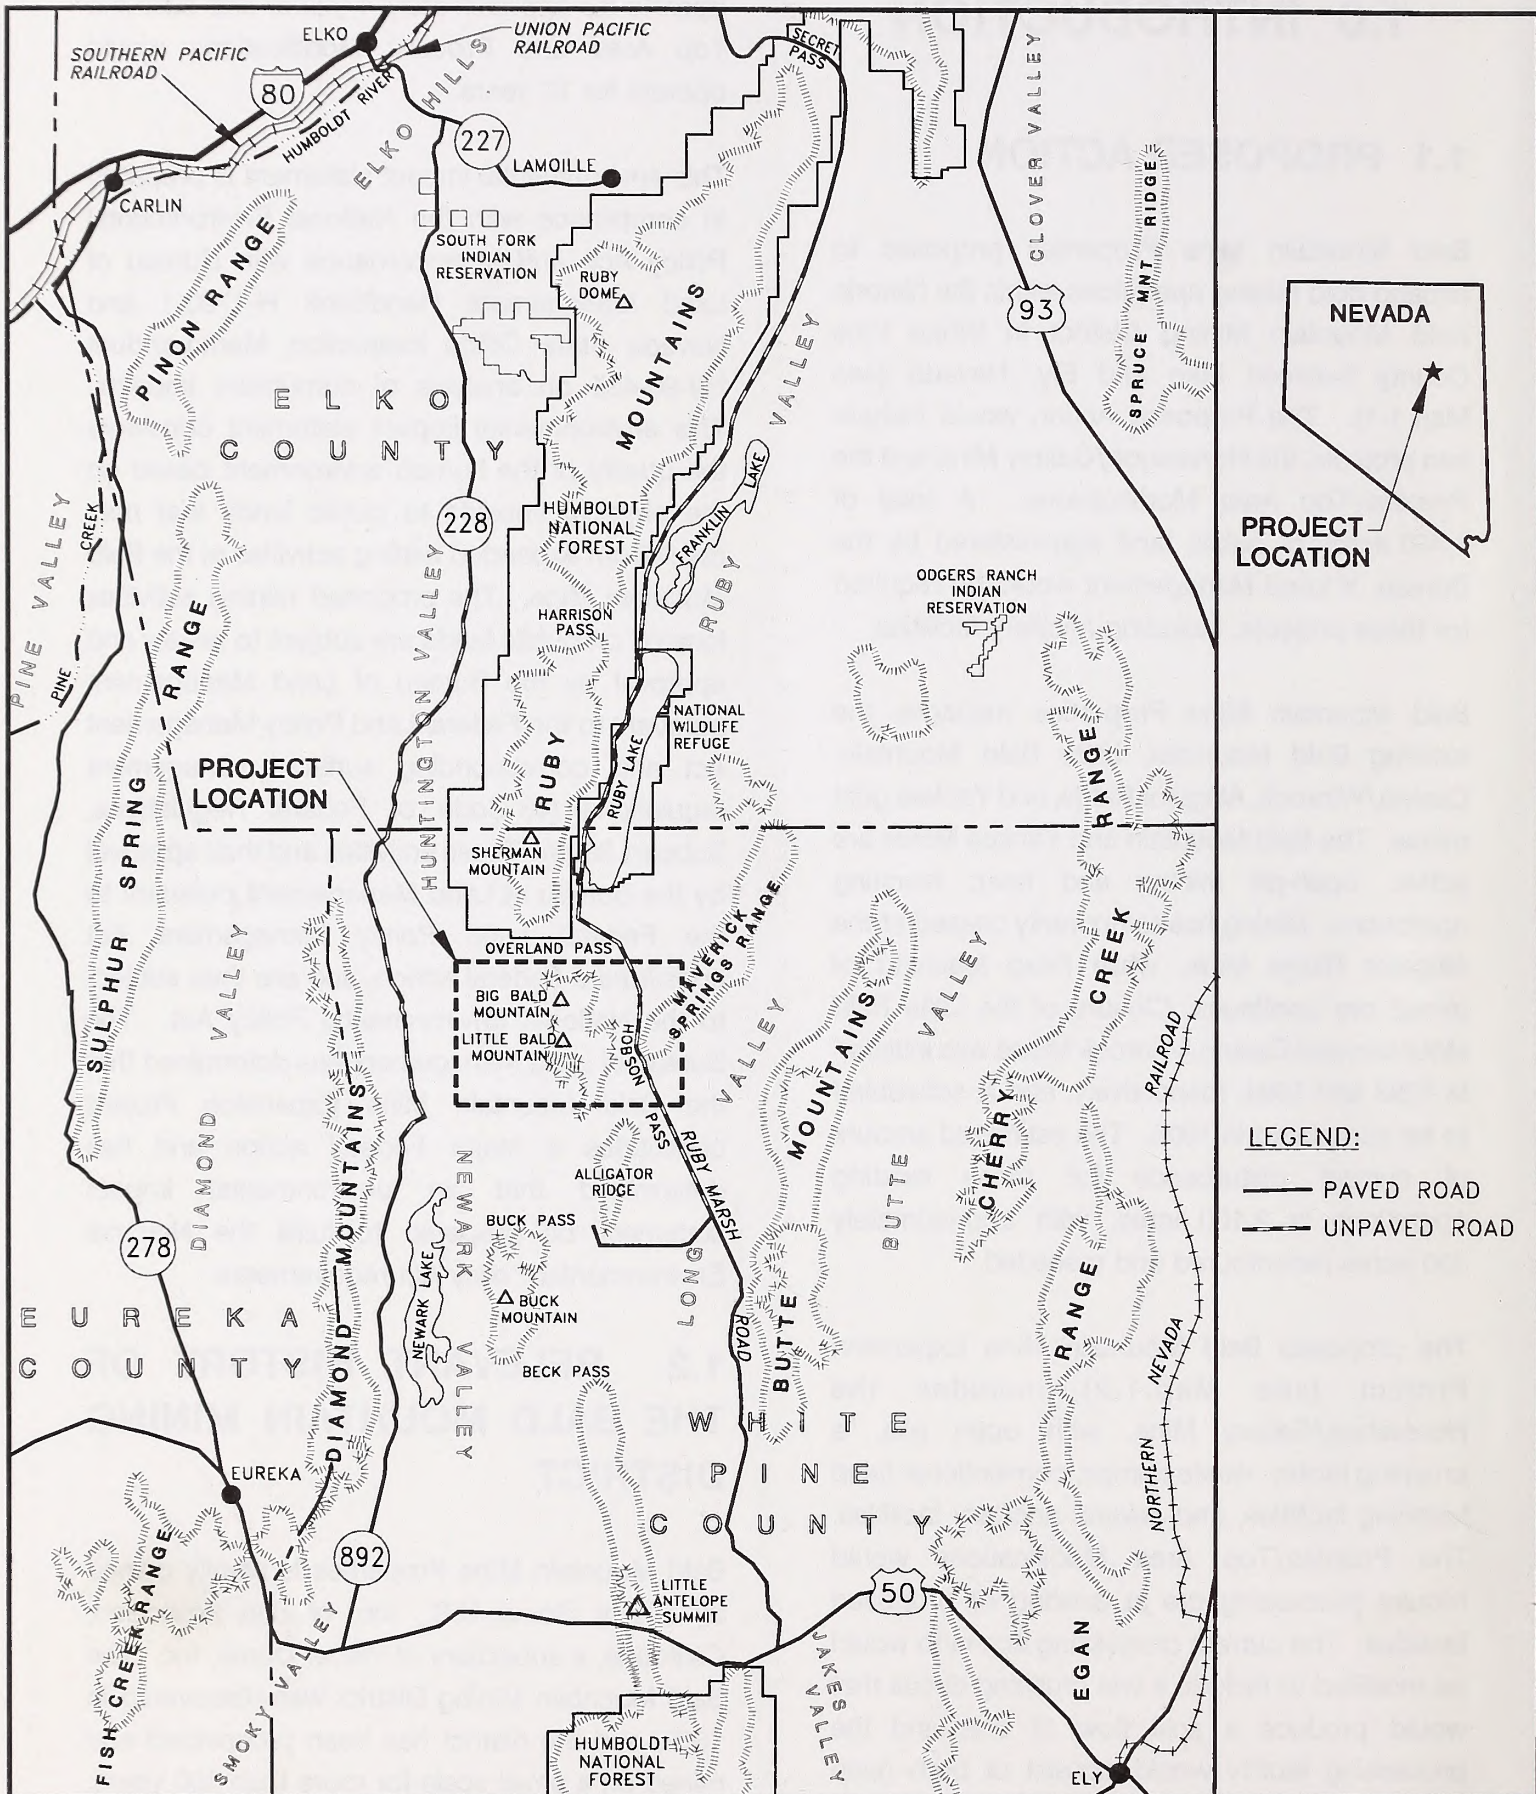 ELKO
UNION PACIFIC
RAILROAD
SOUTHERN PACIFIC
RAILROAD
80
HUMBOLDT RIVER
ELKO HILLS
227
LAMOILLE
CARLIN
SECRET
PASS
CLOVER VALLEY
SOUTH FORK
INDIAN
RESERVATION
RUBY
DOME
PINON RANGE
MOUNTAINS
VALLEY
93
SPRUCE MNT RIDGE
NEVADA
PROJECT
LOCATION
ELKO
COUNTY
228
HUMBOLDT
NATIONAL
FOREST
FRANKLIN LAKE
RUBY
PINE VALLEY
PINE CREEK
HUNTINGTON VALLEY
HARRISON
PASS
ODGERS RANCH
INDIAN
RESERVATION
SULPHUR SPRING RANGE
NATIONAL
WILDLIFE
REFUGE
PROJECT
LOCATION
RUBY
RUBY LAKE
RANGE
SHERMAN
MOUNTAIN
OVERLAND PASS
MAVERICK
SPRINGS RANGE
CREEK
BIG BALD
MOUNTAIN
LITTLE BALD
MOUNTAIN
HOBSON
PASS
VALLEY
MOUNTAINS
BUTTE
VALLEY
CHERRY
RAILROAD
DIAMOND
VALLEY
MOUNTAINS
DIAMOND
NEWARK
VALLEY
ALLIGATOR
RIDGE
RUBY MARSH
ROAD
LONG
BUTTE
LEGEND:
PAVED ROAD
UNPAVED ROAD
278
BUCK PASS
NEWARK LAKE
BUCK
MOUNTAIN
BECK PASS
EUREKA
COUNTY
DIAMOND
RANGE
NORTHERN NEVADA
WHITE
PINE
COUNTY
EUREKA
892
FISH CREEK RANGE
SMOKY VALLEY
LITTLE
ANTELOPE
SUMMIT
50
JAKES VALLEY
EGAN
HUMBOLDT
NATIONAL
FOREST
ELY